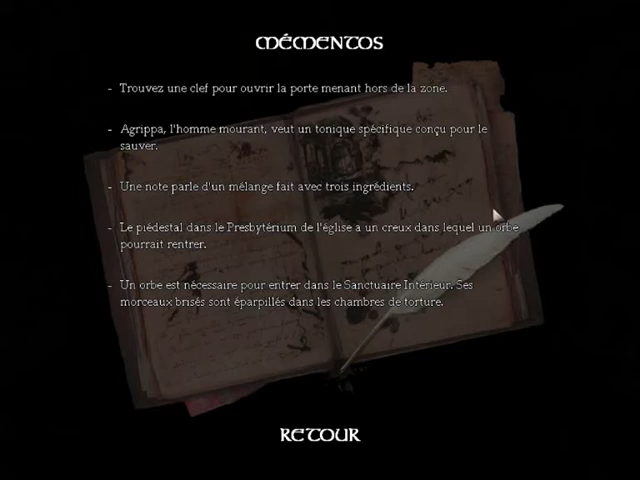 MÉMENTOS
- Trouvez une clef pour ouvrir la porte menant hors de la zone.
- Agrippa, l'homme mourant, veut un tonique spécifique conçu pour le
sauver.
- Une note parle d'un mélange fait avec trois ingrédients.
- Le piédestal dans le Presbytérium de l'église a un creux dans lequel un orbe
pourrait rentrer.
- Un orbe est nécessaire pour entrer dans le Sanctuaire Intérieur. Ses
morceaux brisés sont éparpillés dans les chambres de torture.
RETOUR